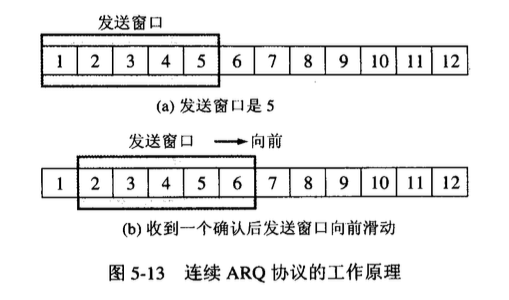 发送窗口
1 2 3 4 5 6 7 8 9 10 11 12
(a) 发送窗口是 5
发送窗口 → 向前
1 2 3 4 5 6 7 8 9 10 11 12
(b) 收到一个确认后发送窗口向前滑动
图 5-13 连续 ARQ 协议的工作原理